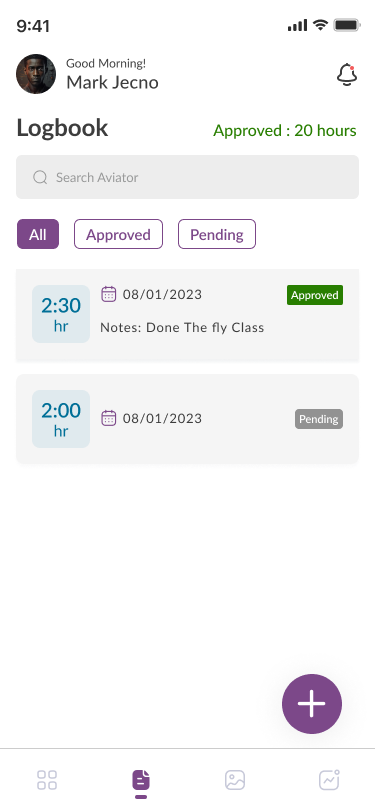 9:41
Good Morning!
Mark Jecno
Logbook
Approved : 20 hours
Search Aviator
All
Approved
Pending
2:30
hr
08/01/2023
Approved
Notes: Done The fly Class
2:00
hr
08/01/2023
Pending